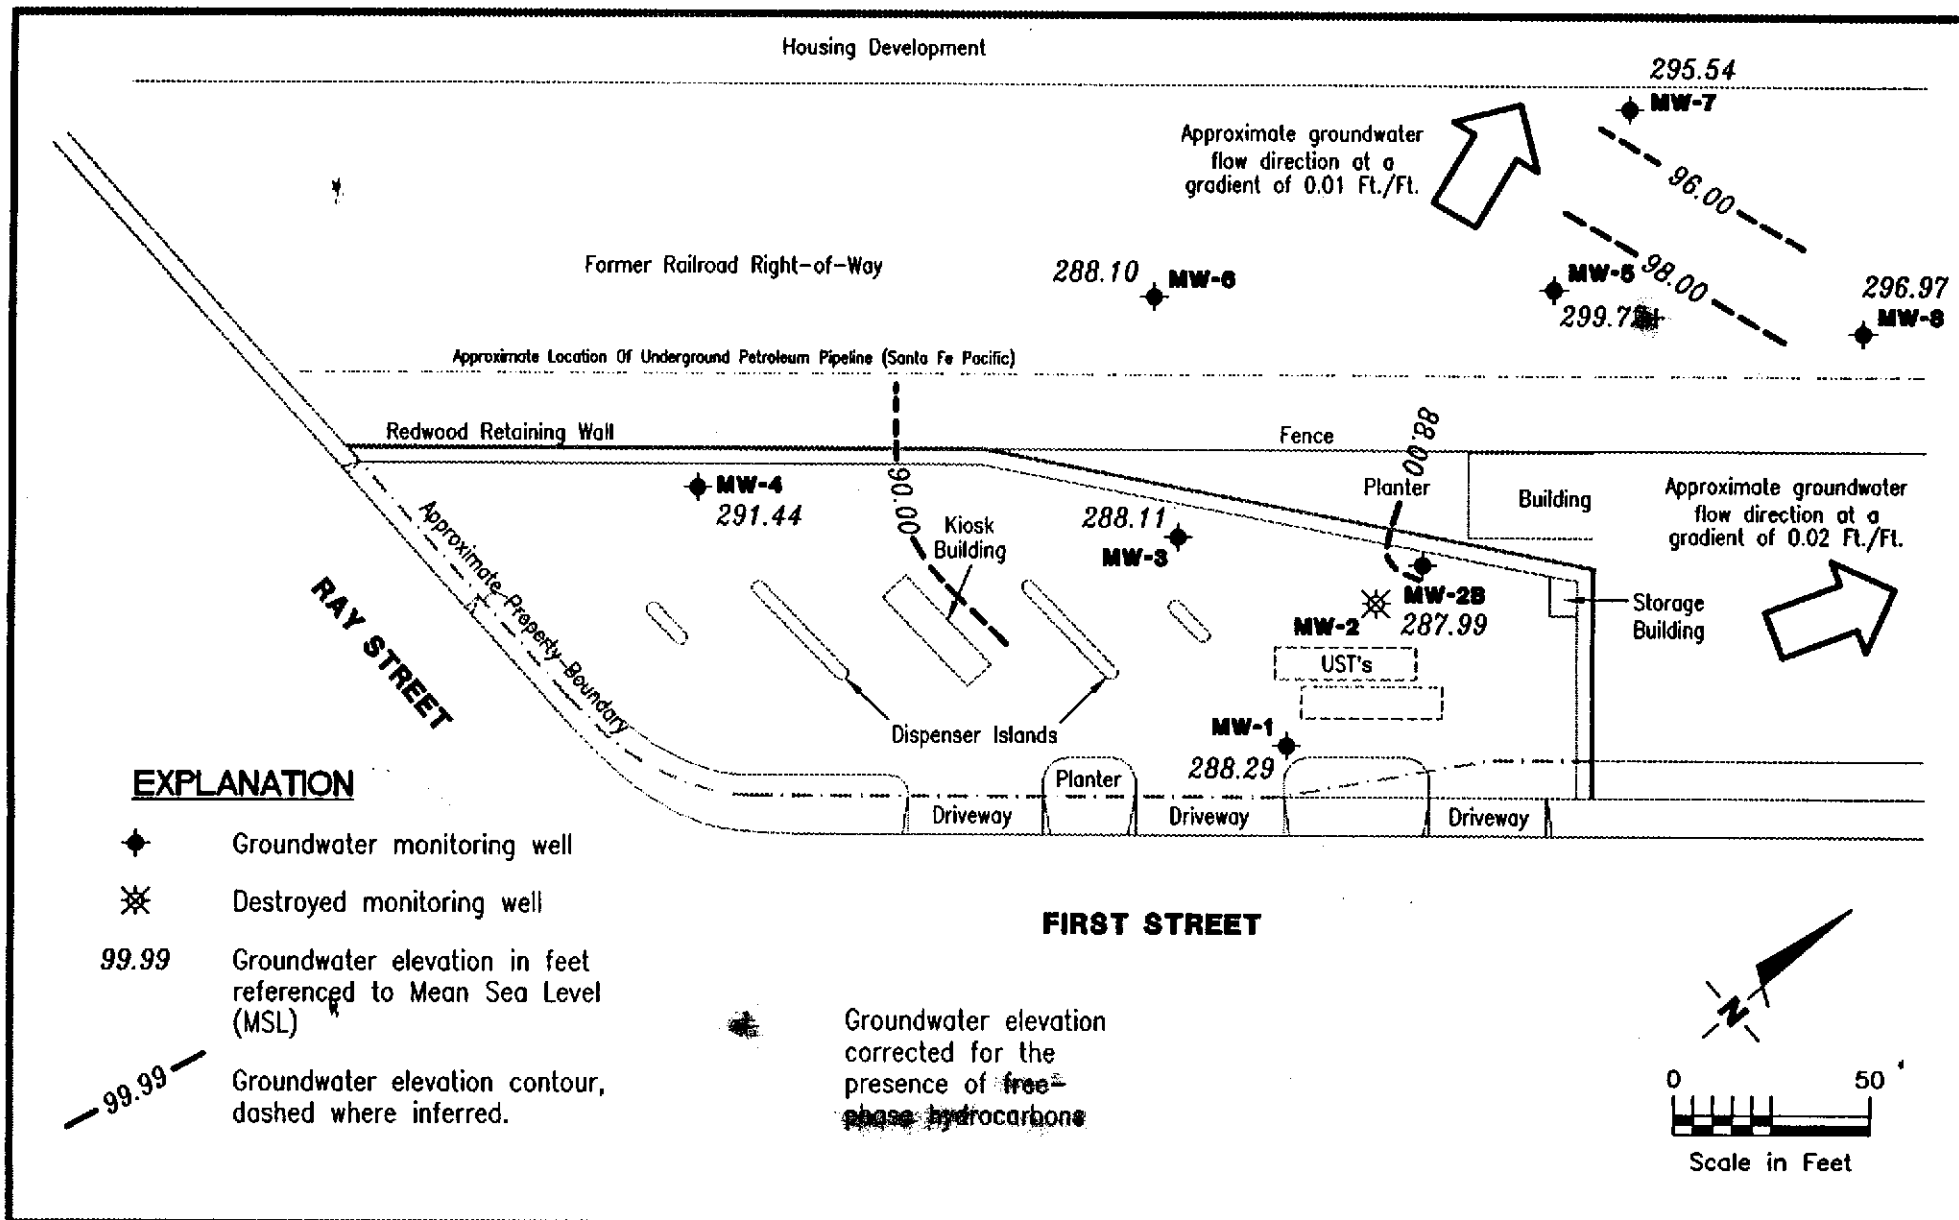 Housing Development
295.54
MW-7
Approximate groundwater
flow direction at a
gradient of 0.01 Ft./Ft.
96.00
Former Railroad Right-of-Way
288.10
MW-6
MW-5
98.00
296.97
MW-8
Approximate Location Of Underground Petroleum Pipeline (Santa Fe Pacific)
Redwood Retaining Wall
Fence
88.00
MW-4
291.44
90.00
Kiosk
Building
288.11
MW-3
Planter
Building
Approximate groundwater
flow direction at a
gradient of 0.02 Ft./Ft.
Approximate Property Boundary
RAY STREET
MW-2B
287.99
MW-2
Storage
Building
UST's
Dispenser Islands
MW-1
288.29
Planter
Driveway
Driveway
Driveway
EXPLANATION
Groundwater monitoring well
Destroyed monitoring well
99.99
Groundwater elevation in feet
referenced to Mean Sea Level
(MSL)
99.99
Groundwater elevation contour,
dashed where inferred.
FIRST STREET
Groundwater elevation
corrected for the
presence of free-
phase hydrocarbons
N
0 50
Scale in Feet